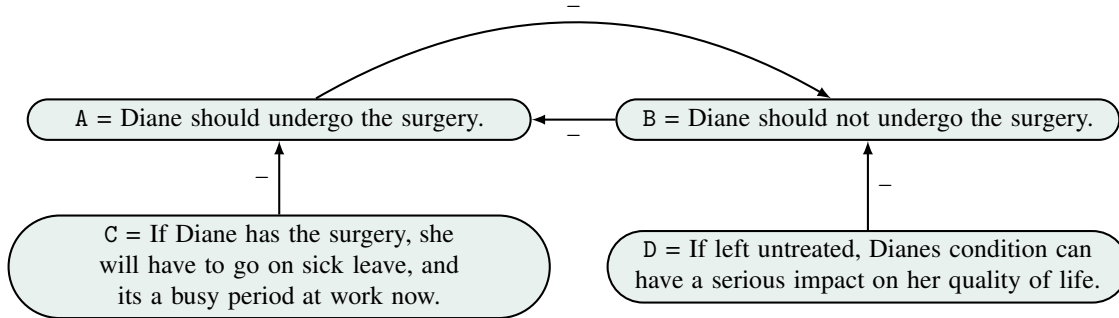 –
A = Diane should undergo the surgery.
B = Diane should not undergo the surgery.
–
–
–
C = If Diane has the surgery, she
will have to go on sick leave, and
its a busy period at work now.
D = If left untreated, Dianes condition can
have a serious impact on her quality of life.